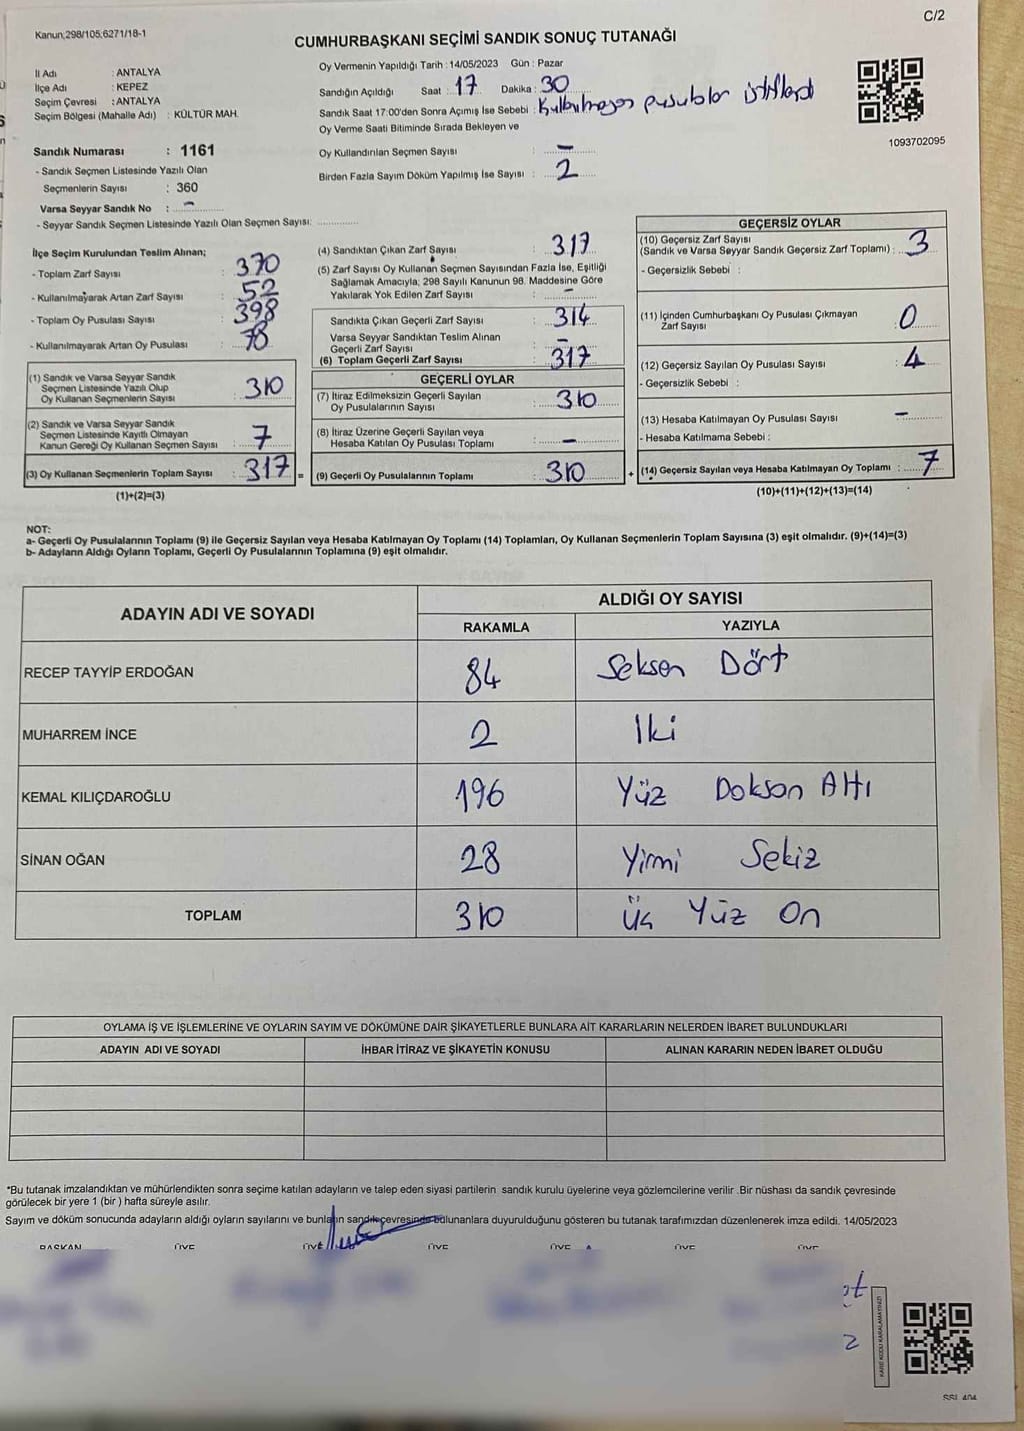 C/2
Kanun;298/105;6271/18-1
CUMHURBAŞKANI SEÇİMİ SANDIK SONUÇ TUTANAĞI
İl Adı : ANTALYA
İlçe Adı : KEPEZ
Seçim Çevresi : ANTALYA
Seçim Bölgesi (Mahalle Adı) : KÜLTÜR MAH.
Oy Vermenin Yapıldığı Tarih : 14/05/2023 Gün : Pazar
Sandığın Açıldığı Saat : 17 Dakika : 30
Sandık Saat 17:00'den Sonra Açımış İse Sebebi : Kullanılmayan pusulalar
Oy Verme Saati Bitiminde Sırada Bekleyen ve
Oy Kullandırılan Seçmen Sayısı : –
Birden Fazla Sayım Döküm Yapılmış İse Sayısı : 2
1093702095
Sandık Numarası : 1161
- Sandık Seçmen Listesinde Yazılı Olan
Seçmenlerin Sayısı : 360
Varsa Seyyar Sandık No : –
- Seyyar Sandık Seçmen Listesinde Yazılı Olan Seçmen Sayısı:
İlçe Seçim Kurulundan Teslim Alınan;
- Toplam Zarf Sayısı : 370
- Kullanılmayarak Artan Zarf Sayısı : 52
- Toplam Oy Pusulası Sayısı : 398
- Kullanılmayarak Artan Oy Pusulası : 78
(1) Sandık ve Varsa Seyyar Sandık
Seçmen Listesinde Yazılı Olup
Oy Kullanan Seçmenlerin Sayısı : 310
(2) Sandık ve Varsa Seyyar Sandık
Seçmen Listesinde Kayıtlı Olmayan
Kanun Gereği Oy Kullanan Seçmen Sayısı : 7
(3) Oy Kullanan Seçmenlerin Toplam Sayısı : 317 =
(1)+(2)=(3)
(4) Sandıktan Çıkan Zarf Sayısı : 317
(5) Zarf Sayısı Oy Kullanan Seçmen Sayısından Fazla İse, Eşitliği
Sağlamak Amacıyla; 298 Sayılı Kanunun 98. Maddesine Göre
Yakılarak Yok Edilen Zarf Sayısı : –
Sandıkta Çıkan Geçerli Zarf Sayısı : 314
Varsa Seyyar Sandıktan Teslim Alınan
Geçerli Zarf Sayısı : –
(6) Toplam Geçerli Zarf Sayısı : 317
GEÇERLİ OYLAR
(7) İtiraz Edilmeksizin Geçerli Sayılan
Oy Pusulalarının Sayısı : 310
(8) İtiraz Üzerine Geçerli Sayılan veya
Hesaba Katılan Oy Pusulası Toplamı : –
(9) Geçerli Oy Pusulalarının Toplamı : 310 +
GEÇERSİZ OYLAR
(10) Geçersiz Zarf Sayısı
(Sandık ve Varsa Seyyar Sandık Geçersiz Zarf Toplamı) : 3
- Geçersizlik Sebebi :
(11) İçinden Cumhurbaşkanı Oy Pusulası Çıkmayan
Zarf Sayısı : 0
(12) Geçersiz Sayılan Oy Pusulası Sayısı : 4
- Geçersizlik Sebebi :
(13) Hesaba Katılmayan Oy Pusulası Sayısı : –
- Hesaba Katılmama Sebebi :
(14) Geçersiz Sayılan veya Hesaba Katılmayan Oy Toplamı : 7
(10)+(11)+(12)+(13)=(14)
NOT:
a- Geçerli Oy Pusulalarının Toplamı (9) ile Geçersiz Sayılan veya Hesaba Katılmayan Oy Toplamı (14) Toplamları, Oy Kullanan Seçmenlerin Toplam Sayısına (3) eşit olmalıdır. (9)+(14)=(3)
b- Adayların Aldığı Oyların Toplamı, Geçerli Oy Pusulalarının Toplamına (9) eşit olmalıdır.
ADAYIN ADI VE SOYADI ALDIĞI OY SAYISI
RAKAMLA YAZIYLA
RECEP TAYYİP ERDOĞAN 84 Seksen Dört
MUHARREM İNCE 2 İki
KEMAL KILIÇDAROĞLU 196 Yüz Doksan Altı
SİNAN OĞAN 28 Yirmi Sekiz
TOPLAM 310 Üç Yüz On
OYLAMA İŞ VE İŞLEMLERİNE VE OYLARIN SAYIM VE DÖKÜMÜNE DAİR ŞİKAYETLERLE BUNLARA AİT KARARLARIN NELERDEN İBARET BULUNDUKLARI
ADAYIN ADI VE SOYADI İHBAR İTİRAZ VE ŞİKAYETİN KONUSU ALINAN KARARIN NEDEN İBARET OLDUĞU
*Bu tutanak imzalandıktan ve mühürlendikten sonra seçime katılan adayların ve talep eden siyasi partilerin sandık kurulu üyelerine veya gözlemcilerine verilir .Bir nüshası da sandık çevresinde
görülecek bir yere 1 (bir ) hafta süreyle asılır.
Sayım ve döküm sonucunda adayların aldığı oyların sayılarını ve bunların sandık çevresinde bulunanlara duyurulduğunu gösteren bu tutanak tarafımızdan düzenlenerek imza edildi. 14/05/2023
BAŞKAN ÜYE ÜYE ÜYE ÜYE ÜYE ÜYE
KARE KODU KARALAMAYINIZ!